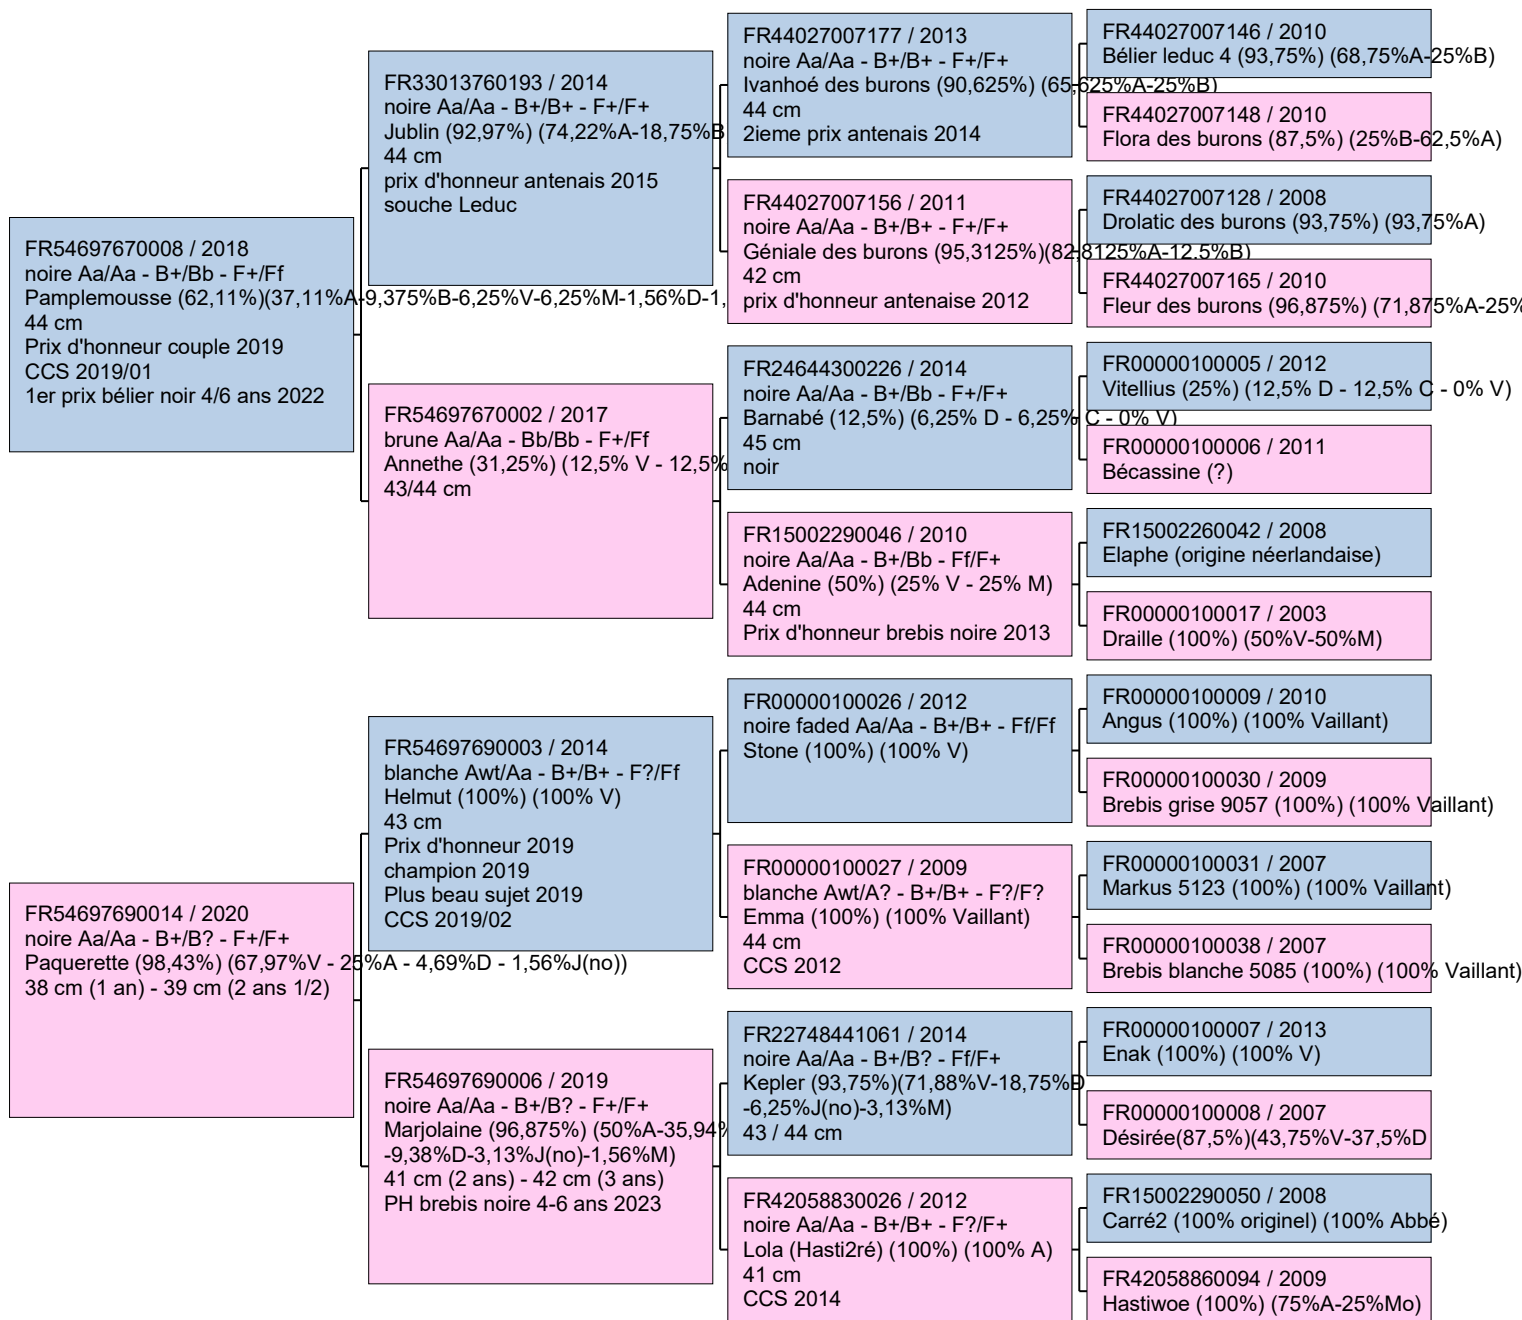 FR54697670008 / 2018
noire Aa/Aa - B+/Bb - F+/Ff
Pamplemousse (62,11%)(37,11%A-9,375%B-6,25%V-6,25%M-1,56%D-1,
44 cm
Prix d'honneur couple 2019
CCS 2019/01
1er prix bélier noir 4/6 ans 2022
FR54697690014 / 2020
noire Aa/Aa - B+/B? - F+/F+
Paquerette (98,43%) (67,97%V - 25%A - 4,69%D - 1,56%J(no))
38 cm (1 an) - 39 cm (2 ans 1/2)
FR33013760193 / 2014
noire Aa/Aa - B+/B+ - F+/F+
Jublin (92,97%) (74,22%A-18,75%B
44 cm
prix d'honneur antenais 2015
souche Leduc
FR54697670002 / 2017
brune Aa/Aa - Bb/Bb - F+/Ff
Annethe (31,25%) (12,5% V - 12,5%
43/44 cm
FR54697690003 / 2014
blanche Awt/Aa - B+/B+ - F?/Ff
Helmut (100%) (100% V)
43 cm
Prix d'honneur 2019
champion 2019
Plus beau sujet 2019
CCS 2019/02
FR54697690006 / 2019
noire Aa/Aa - B+/B? - F+/F+
Marjolaine (96,875%) (50%A-35,94%
-9,38%D-3,13%J(no)-1,56%M)
41 cm (2 ans) - 42 cm (3 ans)
PH brebis noire 4-6 ans 2023
FR44027007177 / 2013
noire Aa/Aa - B+/B+ - F+/F+
Ivanhoé des burons (90,625%) (65,625%A-25%B)
44 cm
2ieme prix antenais 2014
FR44027007156 / 2011
noire Aa/Aa - B+/B+ - F+/F+
Géniale des burons (95,3125%)(82,8125%A-12,5%B)
42 cm
prix d'honneur antenaise 2012
FR24644300226 / 2014
noire Aa/Aa - B+/Bb - F+/F+
Barnabé (12,5%) (6,25% D - 6,25% C - 0% V)
45 cm
noir
FR15002290046 / 2010
noire Aa/Aa - B+/Bb - Ff/F+
Adenine (50%) (25% V - 25% M)
44 cm
Prix d'honneur brebis noire 2013
FR00000100026 / 2012
noire faded Aa/Aa - B+/B+ - Ff/Ff
Stone (100%) (100% V)
FR00000100027 / 2009
blanche Awt/A? - B+/B+ - F?/F?
Emma (100%) (100% Vaillant)
44 cm
CCS 2012
FR22748441061 / 2014
noire Aa/Aa - B+/B? - Ff/F+
Kepler (93,75%)(71,88%V-18,75%D
-6,25%J(no)-3,13%M)
43 / 44 cm
FR42058830026 / 2012
noire Aa/Aa - B+/B+ - F?/F+
Lola (Hasti2ré) (100%) (100% A)
41 cm
CCS 2014
FR44027007146 / 2010
Bélier leduc 4 (93,75%) (68,75%A-25%B)
FR44027007148 / 2010
Flora des burons (87,5%) (25%B-62,5%A)
FR44027007128 / 2008
Drolatic des burons (93,75%) (93,75%A)
FR44027007165 / 2010
Fleur des burons (96,875%) (71,875%A-25%
FR00000100005 / 2012
Vitellius (25%) (12,5% D - 12,5% C - 0% V)
FR00000100006 / 2011
Bécassine (?)
FR15002260042 / 2008
Elaphe (origine néerlandaise)
FR00000100017 / 2003
Draille (100%) (50%V-50%M)
FR00000100009 / 2010
Angus (100%) (100% Vaillant)
FR00000100030 / 2009
Brebis grise 9057 (100%) (100% Vaillant)
FR00000100031 / 2007
Markus 5123 (100%) (100% Vaillant)
FR00000100038 / 2007
Brebis blanche 5085 (100%) (100% Vaillant)
FR00000100007 / 2013
Enak (100%) (100% V)
FR00000100008 / 2007
Désirée(87,5%)(43,75%V-37,5%D
FR15002290050 / 2008
Carré2 (100% originel) (100% Abbé)
FR42058860094 / 2009
Hastiwoe (100%) (75%A-25%Mo)